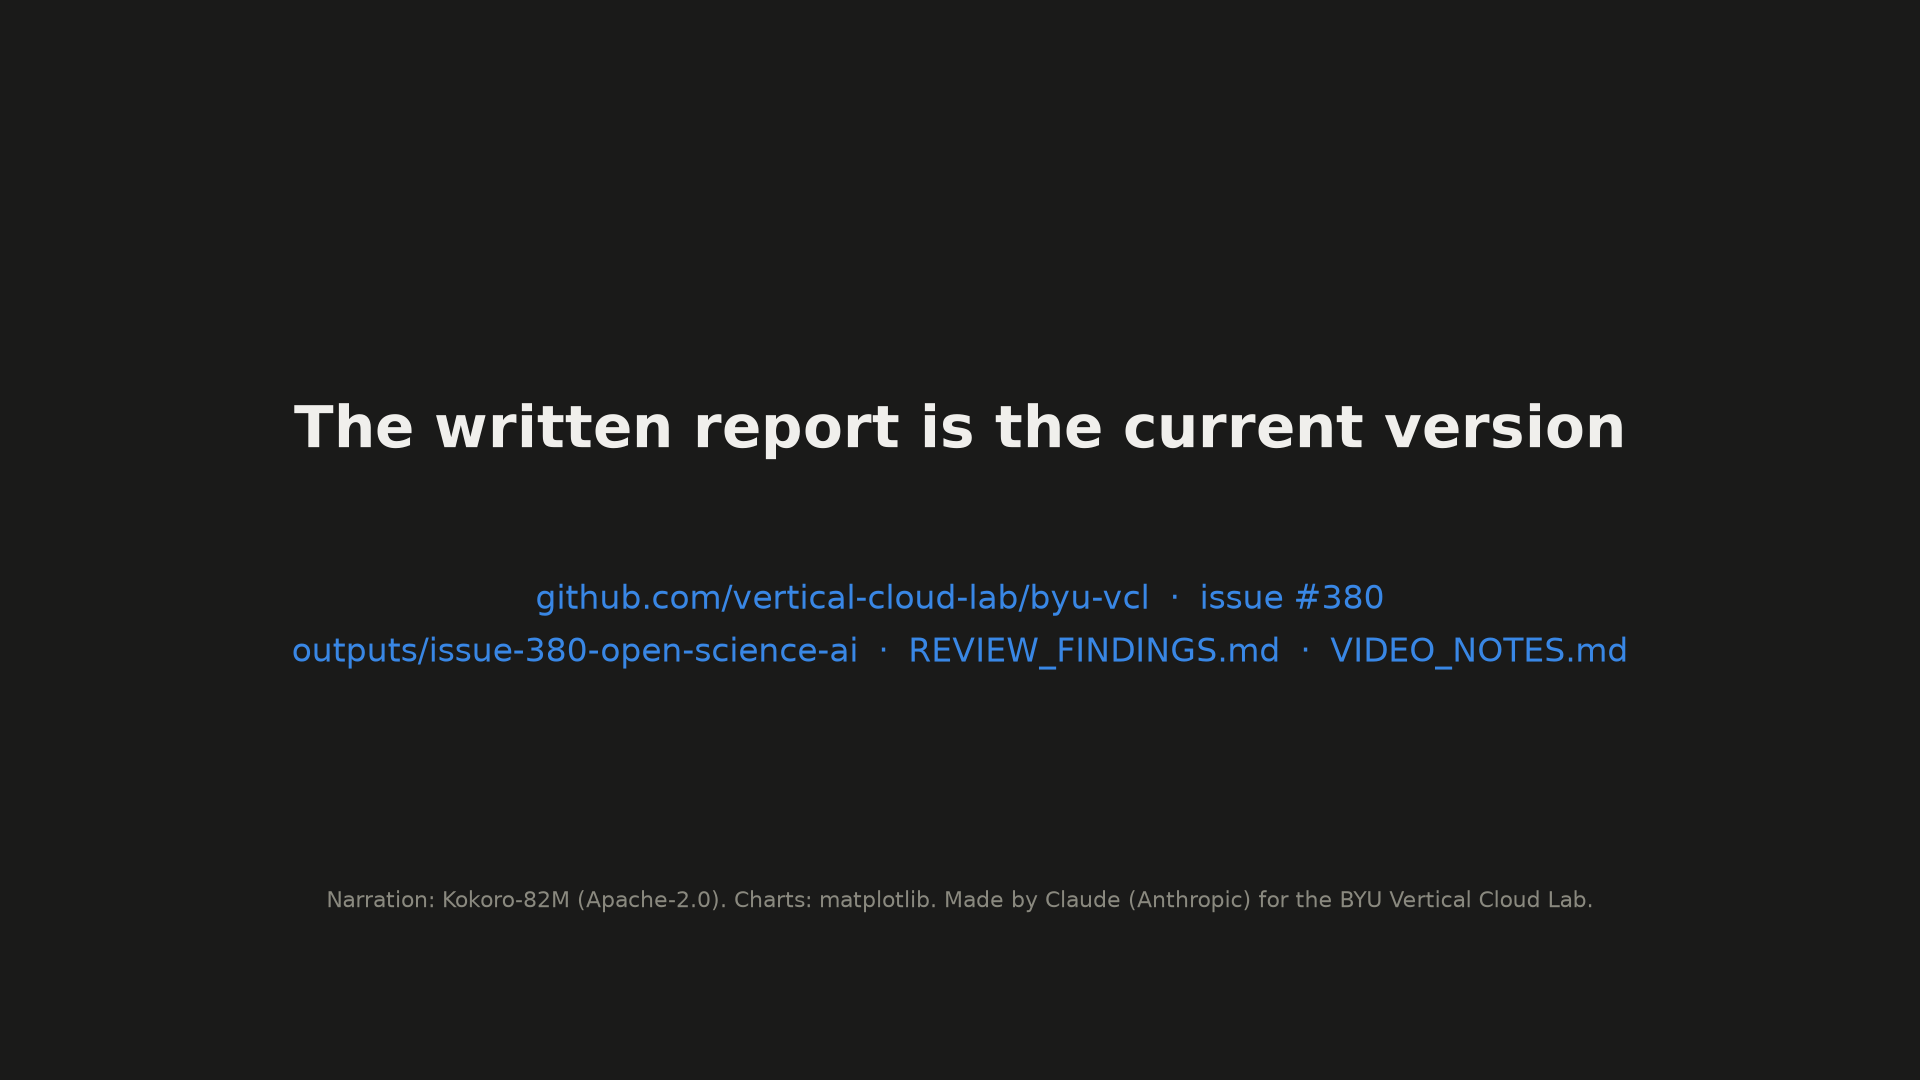 The written report is the current version
github.com/vertical-cloud-lab/byu-vcl · issue #380
outputs/issue-380-open-science-ai · REVIEW_FINDINGS.md · VIDEO_NOTES.md
Narration: Kokoro-82M (Apache-2.0). Charts: matplotlib. Made by Claude (Anthropic) for the BYU Vertical Cloud Lab.